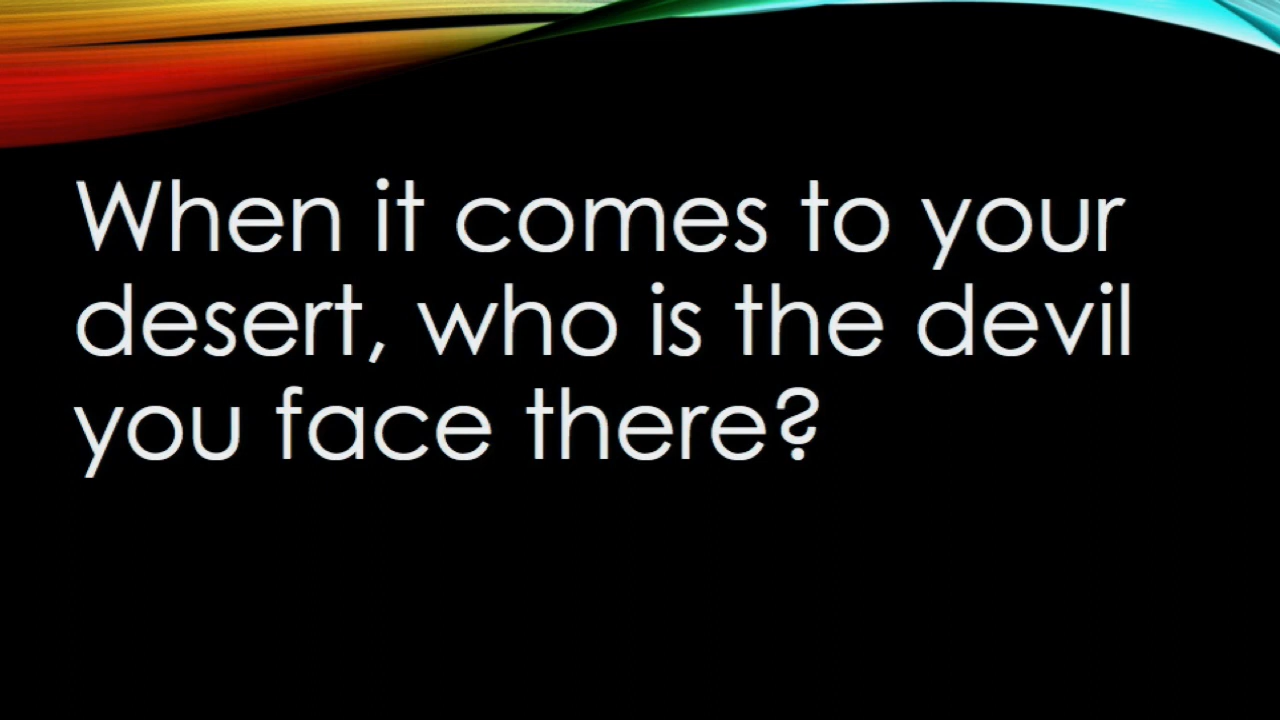 When it comes to your
desert, who is the devil
you face there?